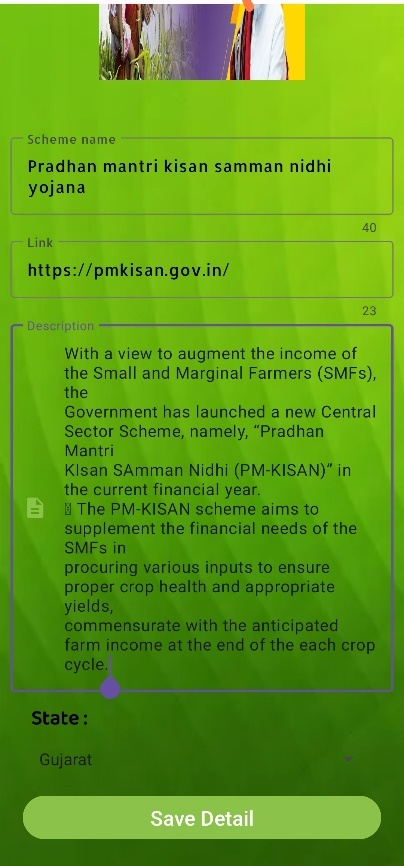 Scheme name
Pradhan mantri kisan samman nidhi
yojana
40
Link
https://pmkisan.gov.in/
23
Description
With a view to augment the income of
the Small and Marginal Farmers (SMFs),
the
Government has launched a new Central
Sector Scheme, namely, “Pradhan
Mantri
KIsan SAmman Nidhi (PM-KISAN)” in
the current financial year.
The PM-KISAN scheme aims to
supplement the financial needs of the
SMFs in
procuring various inputs to ensure
proper crop health and appropriate
yields,
commensurate with the anticipated
farm income at the end of the each crop
cycle.
State :
Gujarat
Save Detail